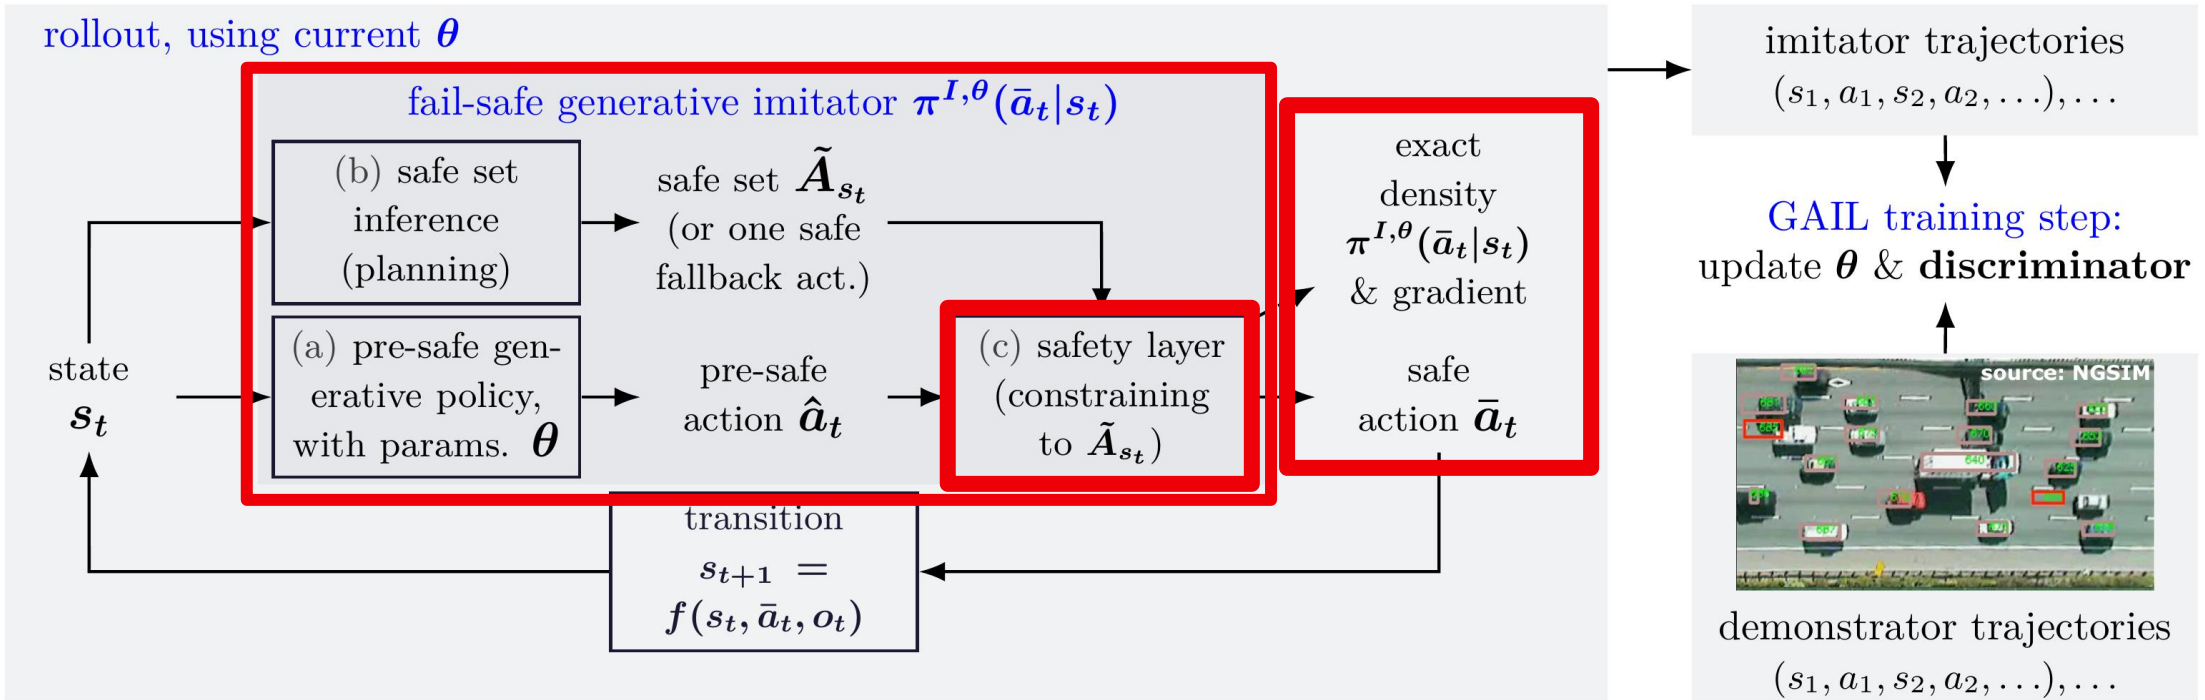 rollout, using current θ
fail-safe generative imitator π^{I,θ}(ā_t|s_t)
(b) safe set
inference
(planning)
safe set Ã_{s_t}
(or one safe
fallback act.)
state
s_t
(a) pre-safe gen-
erative policy,
with params. θ
pre-safe
action â_t
(c) safety layer
(constraining
to Ã_{s_t})
exact
density
π^{I,θ}(ā_t|s_t)
& gradient
safe
action ā_t
transition
s_{t+1} =
f(s_t, ā_t, o_t)
imitator trajectories
(s_1, a_1, s_2, a_2, . . .), . . .
GAIL training step:
update θ & discriminator
source: NGSIM
640
demonstrator trajectories
(s_1, a_1, s_2, a_2, . . .), . . .